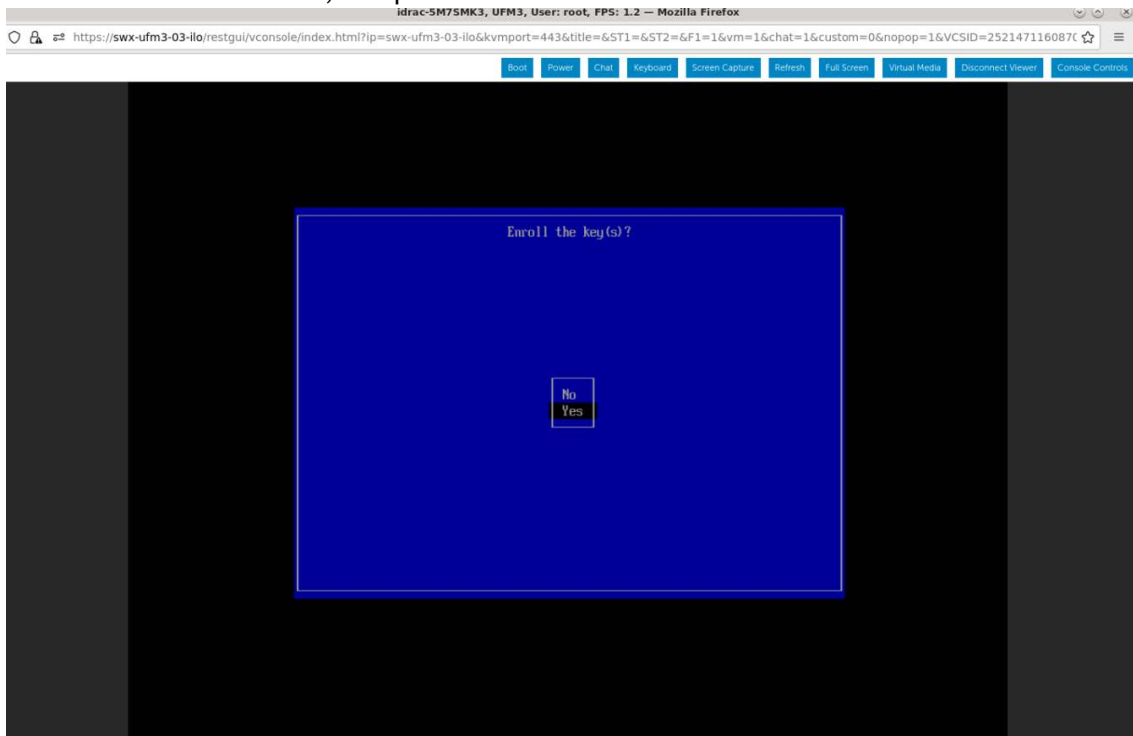 idrac-5M7SMK3, UFM3, User: root, FPS: 1.2 — Mozilla Firefox
https://swx-ufm3-03-ilo/restgui/vconsole/index.html?ip=swx-ufm3-03-ilo&kvmport=443&title=&ST1=&ST2=&F1=1&vm=1&chat=1&custom=0&nopop=1&VCSID=2521471160870
Boot Power Chat Keyboard Screen Capture Refresh Full Screen Virtual Media Disconnect Viewer Console Controls
Enroll the key(s)?
No
Yes